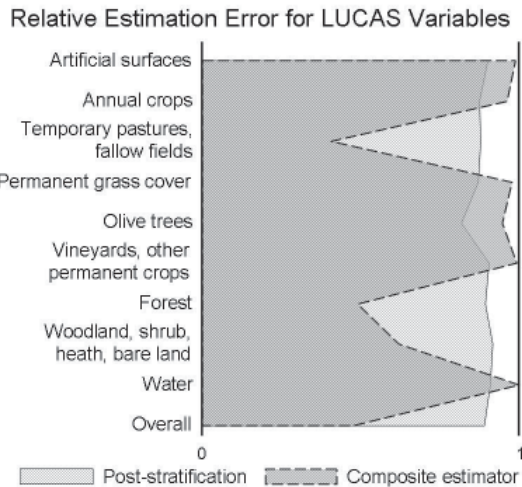 Relative Estimation Error for LUCAS Variables
Artificial surfaces
Annual crops
Temporary pastures,
fallow fields
Permanent grass cover
Olive trees
Vineyards, other
permanent crops
Forest
Woodland, shrub,
heath, bare land
Water
Overall
0 1
Post-stratification Composite estimator